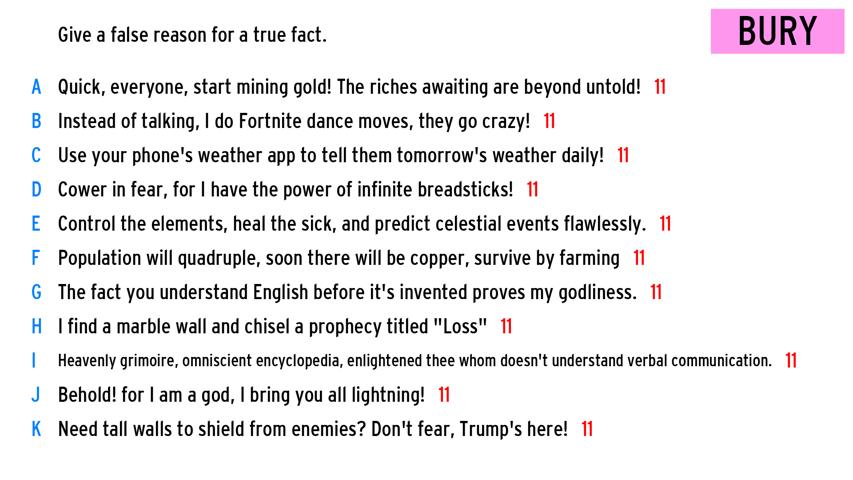 Give a false reason for a true fact.
BURY
A Quick, everyone, start mining gold! The riches awaiting are beyond untold! 11
B Instead of talking, I do Fortnite dance moves, they go crazy! 11
C Use your phone's weather app to tell them tomorrow's weather daily! 11
D Cower in fear, for I have the power of infinite breadsticks! 11
E Control the elements, heal the sick, and predict celestial events flawlessly. 11
F Population will quadruple, soon there will be copper, survive by farming 11
G The fact you understand English before it's invented proves my godliness. 11
H I find a marble wall and chisel a prophecy titled "Loss" 11
I Heavenly grimoire, omniscient encyclopedia, enlightened thee whom doesn't understand verbal communication. 11
J Behold! for I am a god, I bring you all lightning! 11
K Need tall walls to shield from enemies? Don't fear, Trump's here! 11